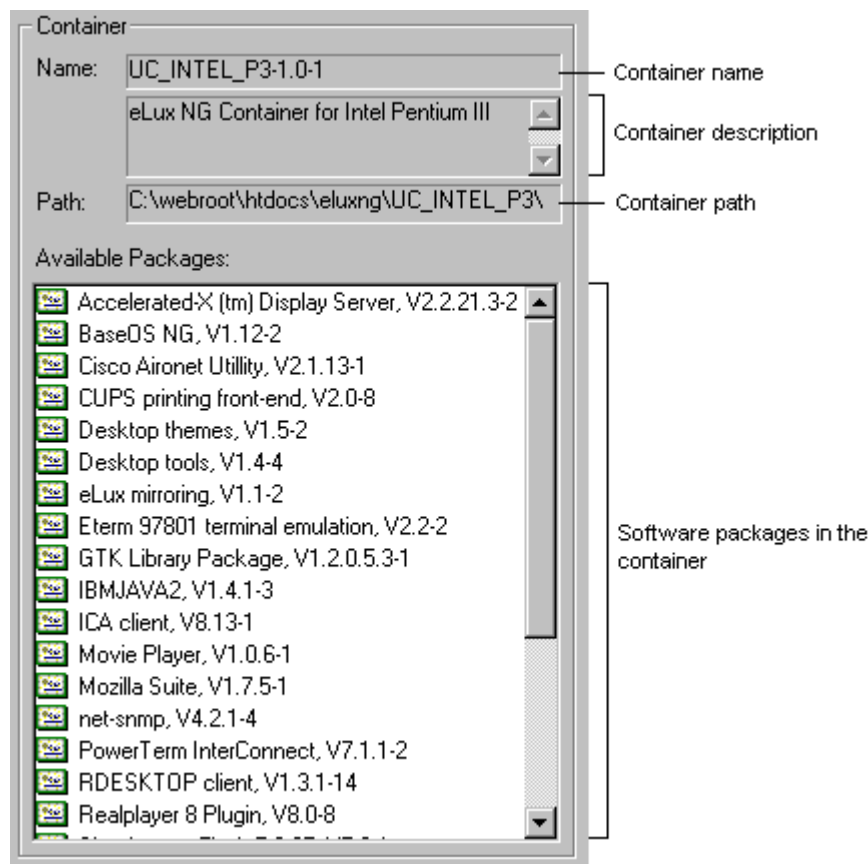 Container
Name: UC_INTEL_P3-1.0-1
Container name
eLux NG Container for Intel Pentium III
Container description
Path: C:\webroot\htdocs\eluxng\UC_INTEL_P3\
Container path
Available Packages:
Accelerated-X (tm) Display Server, V2.2.21.3-2
BaseOS NG, V1.12-2
Cisco Aironet Utillity, V2.1.13-1
CUPS printing front-end, V2.0-8
Desktop themes, V1.5-2
Desktop tools, V1.4-4
eLux mirroring, V1.1-2
Eterm 97801 terminal emulation, V2.2-2
GTK Library Package, V1.2.0.5.3-1
IBMJAVA2, V1.4.1-3
ICA client, V8.13-1
Movie Player, V1.0.6-1
Mozilla Suite, V1.7.5-1
net-snmp, V4.2.1-4
PowerTerm InterConnect, V7.1.1-2
RDESKTOP client, V1.3.1-14
Realplayer 8 Plugin, V8.0-8
Software packages in the
container